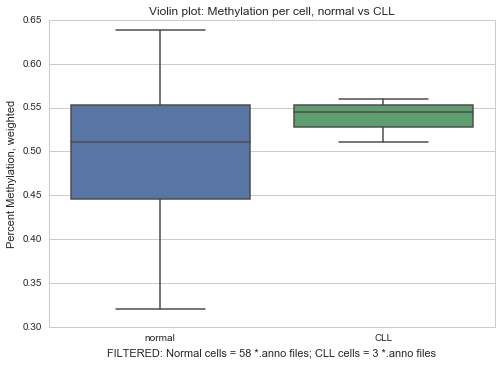 Violin plot: Methylation per cell, normal vs CLL
Percent Methylation, weighted
0.65
0.60
0.55
0.50
0.45
0.40
0.35
0.30
normal CLL
FILTERED: Normal cells = 58 *.anno files; CLL cells = 3 *.anno files